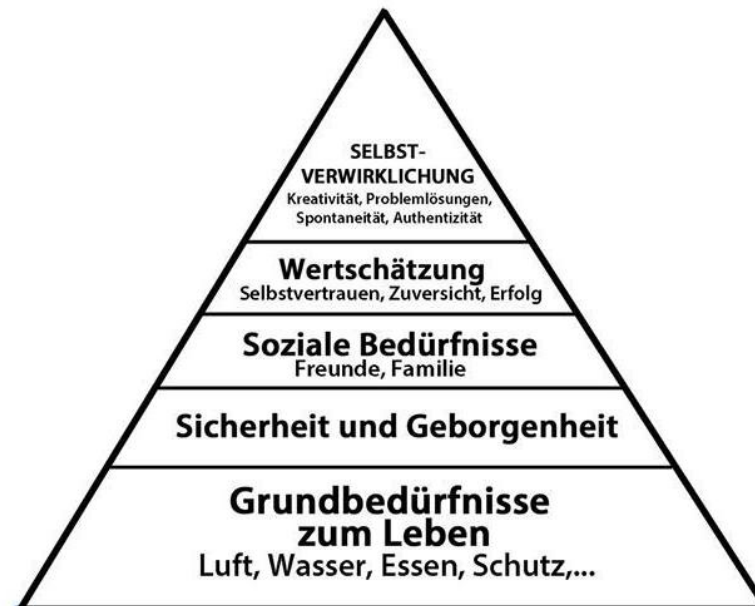 SELBST-
VERWIRKLICHUNG
Kreativität, Problemlösungen,
Spontaneität, Authentizität
Wertschätzung
Selbstvertrauen, Zuversicht, Erfolg
Soziale Bedürfnisse
Freunde, Familie
Sicherheit und Geborgenheit
Grundbedürfnisse
zum Leben
Luft, Wasser, Essen, Schutz,...